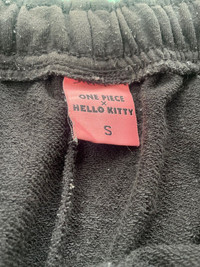 ONE PIECE
×
HELLO KITTY
S